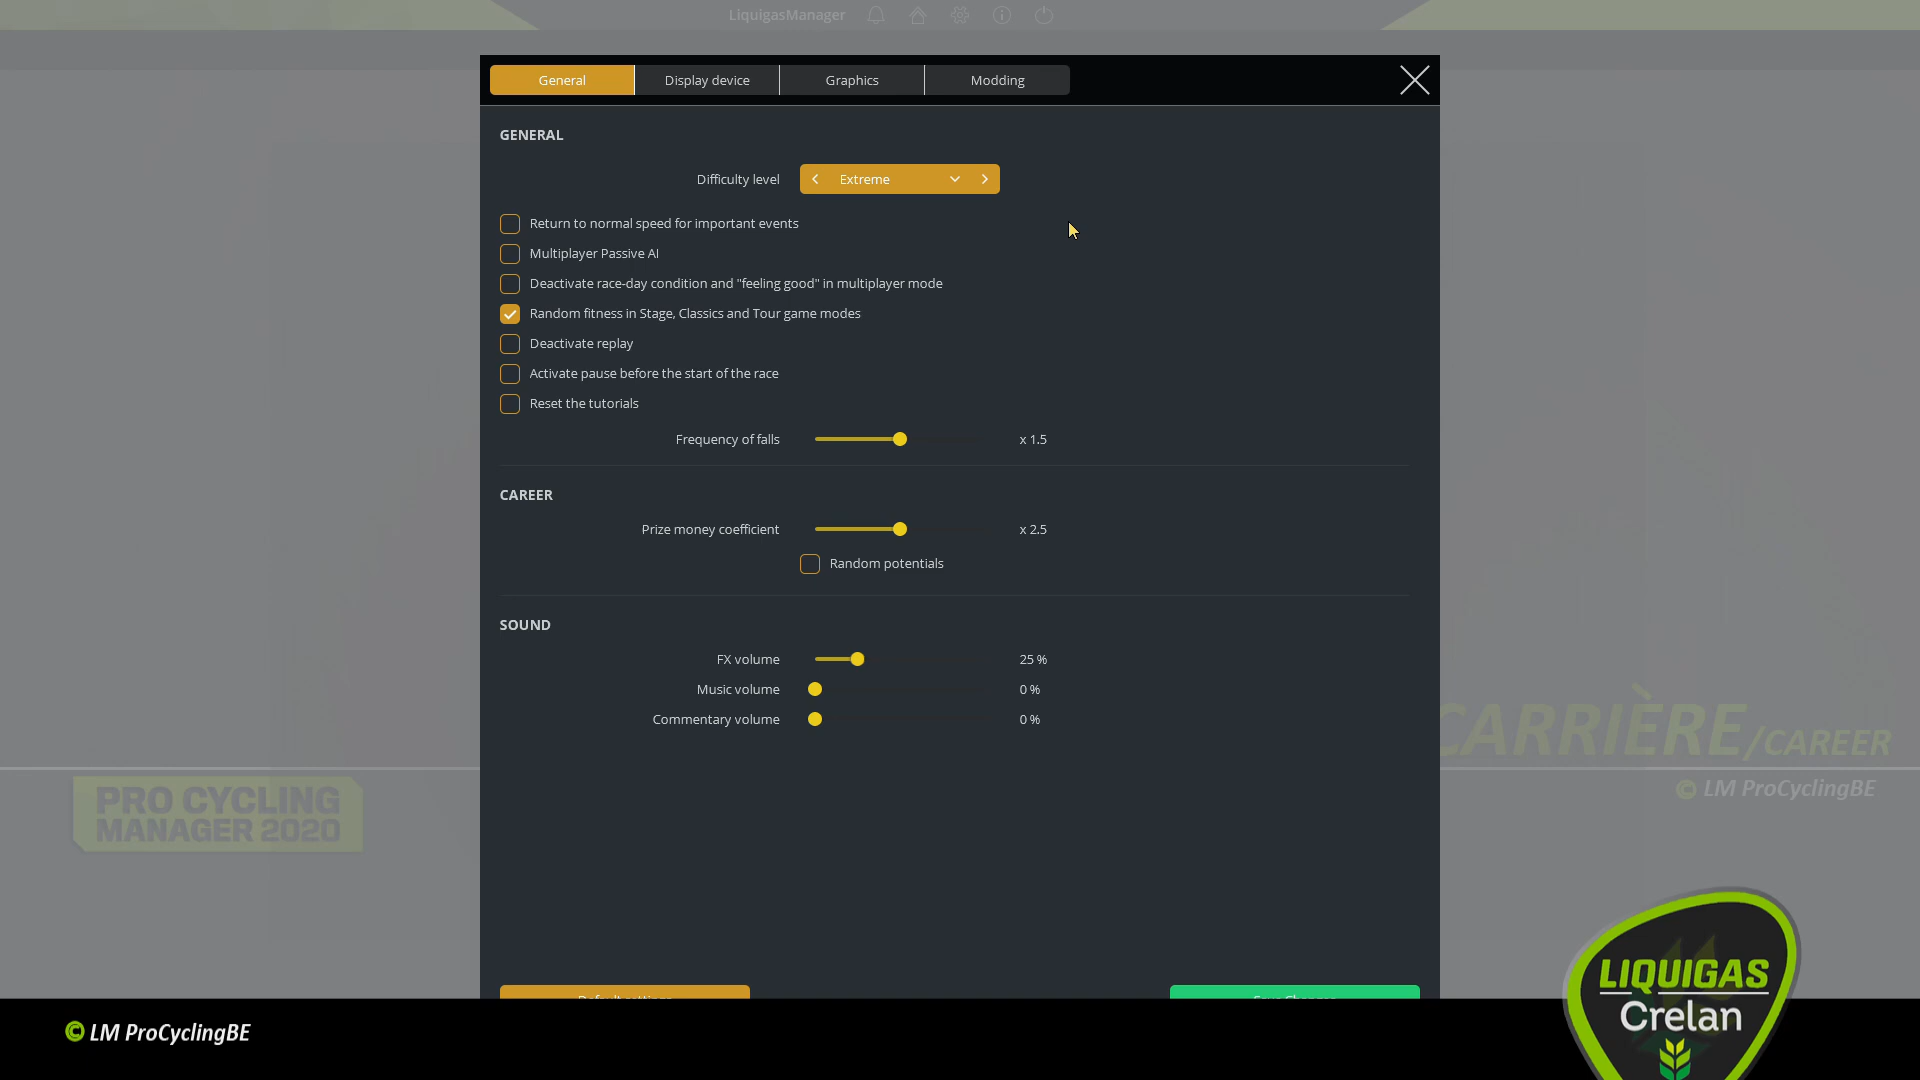 LiquigasManager
General
Display device
Graphics
Modding
GENERAL
Difficulty level
Extreme
Return to normal speed for important events
Multiplayer Passive AI
Deactivate race-day condition and "feeling good" in multiplayer mode
Random fitness in Stage, Classics and Tour game modes
Deactivate replay
Activate pause before the start of the race
Reset the tutorials
Frequency of falls
x 1.5
CAREER
Prize money coefficient
x 2.5
Random potentials
SOUND
FX volume
25 %
Music volume
0 %
Commentary volume
0 %
CARRIÈRE/CAREER
© LM ProCyclingBE
PRO CYCLING
MANAGER 2020
Default settings
Save Changes
© LM ProCyclingBE
LIQUIGAS
Crelan